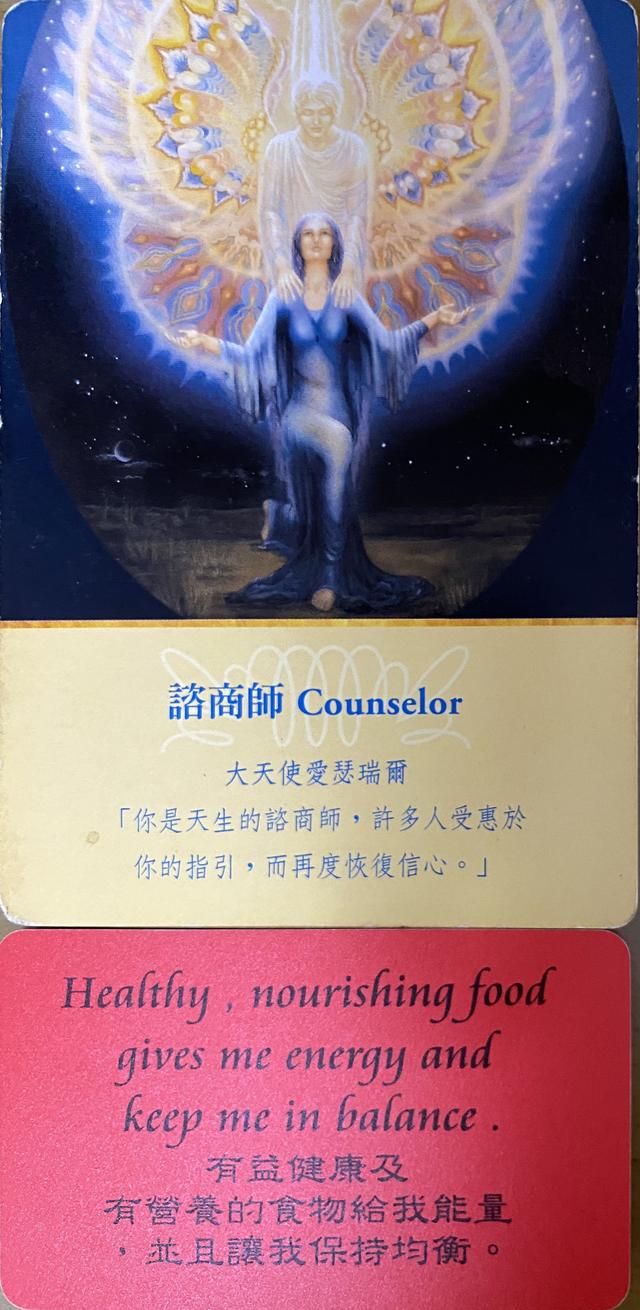 諮商師 Counselor
大天使愛瑟瑞爾
「你是天生的諮商師，許多人受惠於
你的指引，而再度恢復信心。」
Healthy , nourishing food
gives me energy and
keep me in balance .
有益健康及
有營養的食物給我能量
，並且讓我保持均衡。